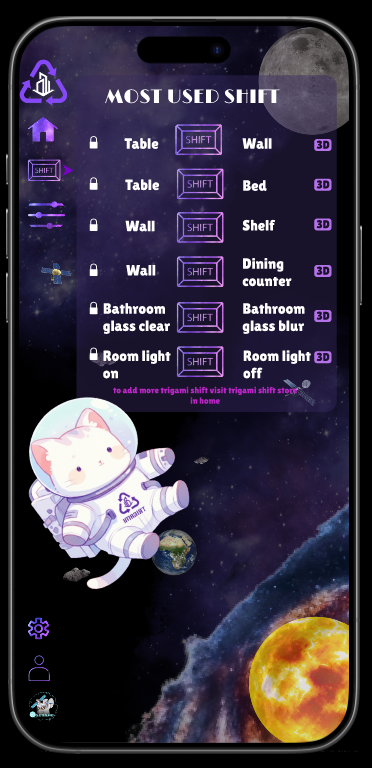 MOST USED SHIFT
Table SHIFT Wall 3D
Table SHIFT Bed 3D
SHIFT
Wall SHIFT Shelf 3D
Wall SHIFT Dining counter 3D
Bathroom glass clear SHIFT Bathroom glass blur 3D
Room light on SHIFT Room light off 3D
to add more trigami shift visit trigami shift store
in home